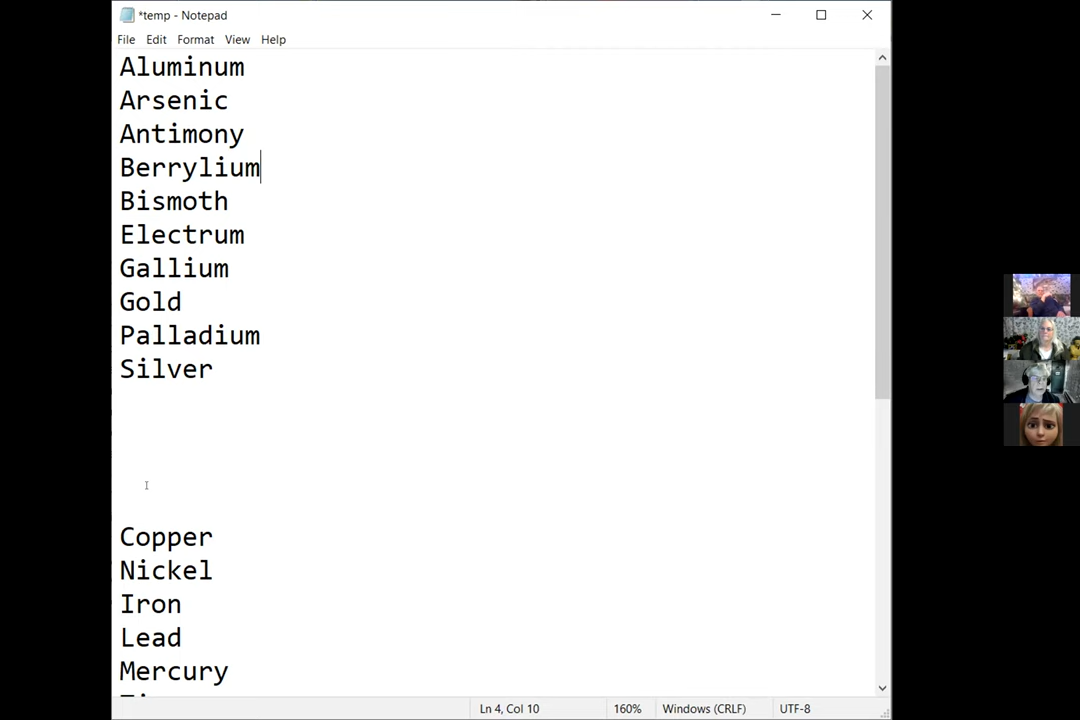 *temp - Notepad
File Edit Format View Help
Aluminum
Arsenic
Antimony
Berrylium
Bismoth
Electrum
Gallium
Gold
Palladium
Silver
Copper
Nickel
Iron
Lead
Mercury
Ln 4, Col 10 160% Windows (CRLF) UTF-8